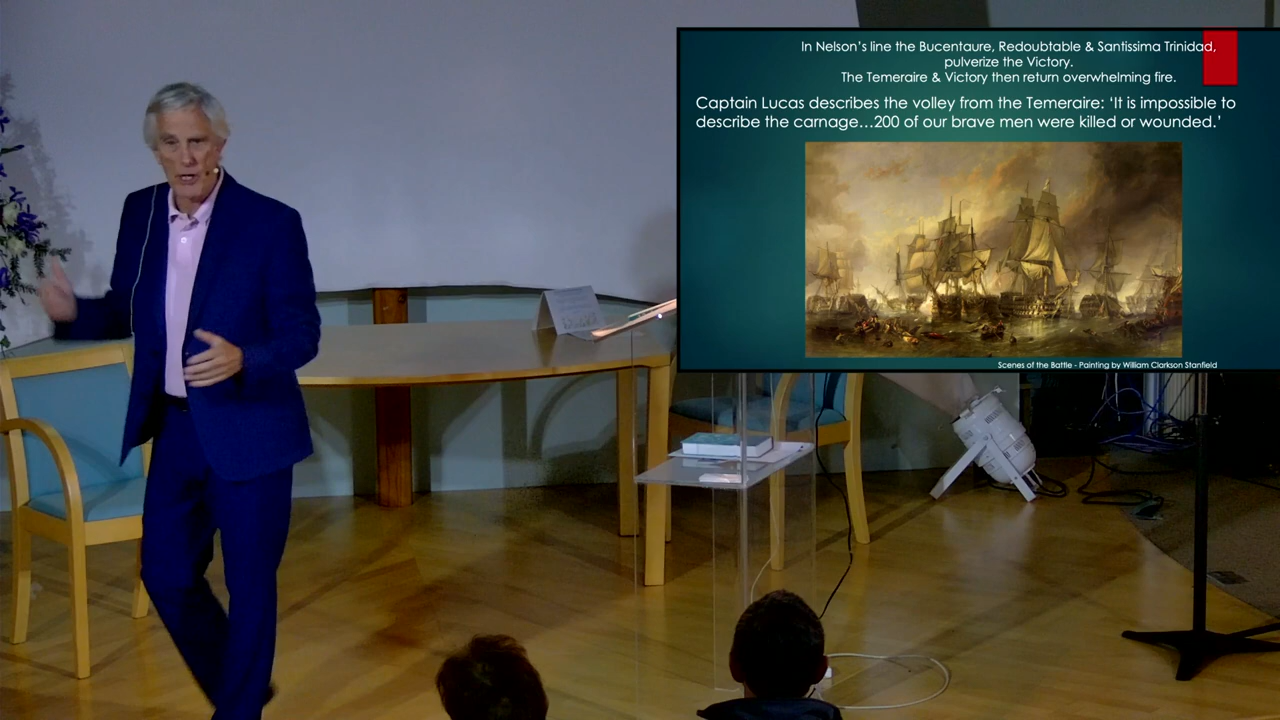 In Nelson's line the Bucentaure, Redoubtable & Santissima Trinidad,
pulverize the Victory.
The Temeraire & Victory then return overwhelming fire.
Captain Lucas describes the volley from the Temeraire: 'It is impossible to
describe the carnage...200 of our brave men were killed or wounded.'
Scenes of the Battle - Painting by William Clarkson Stanfield